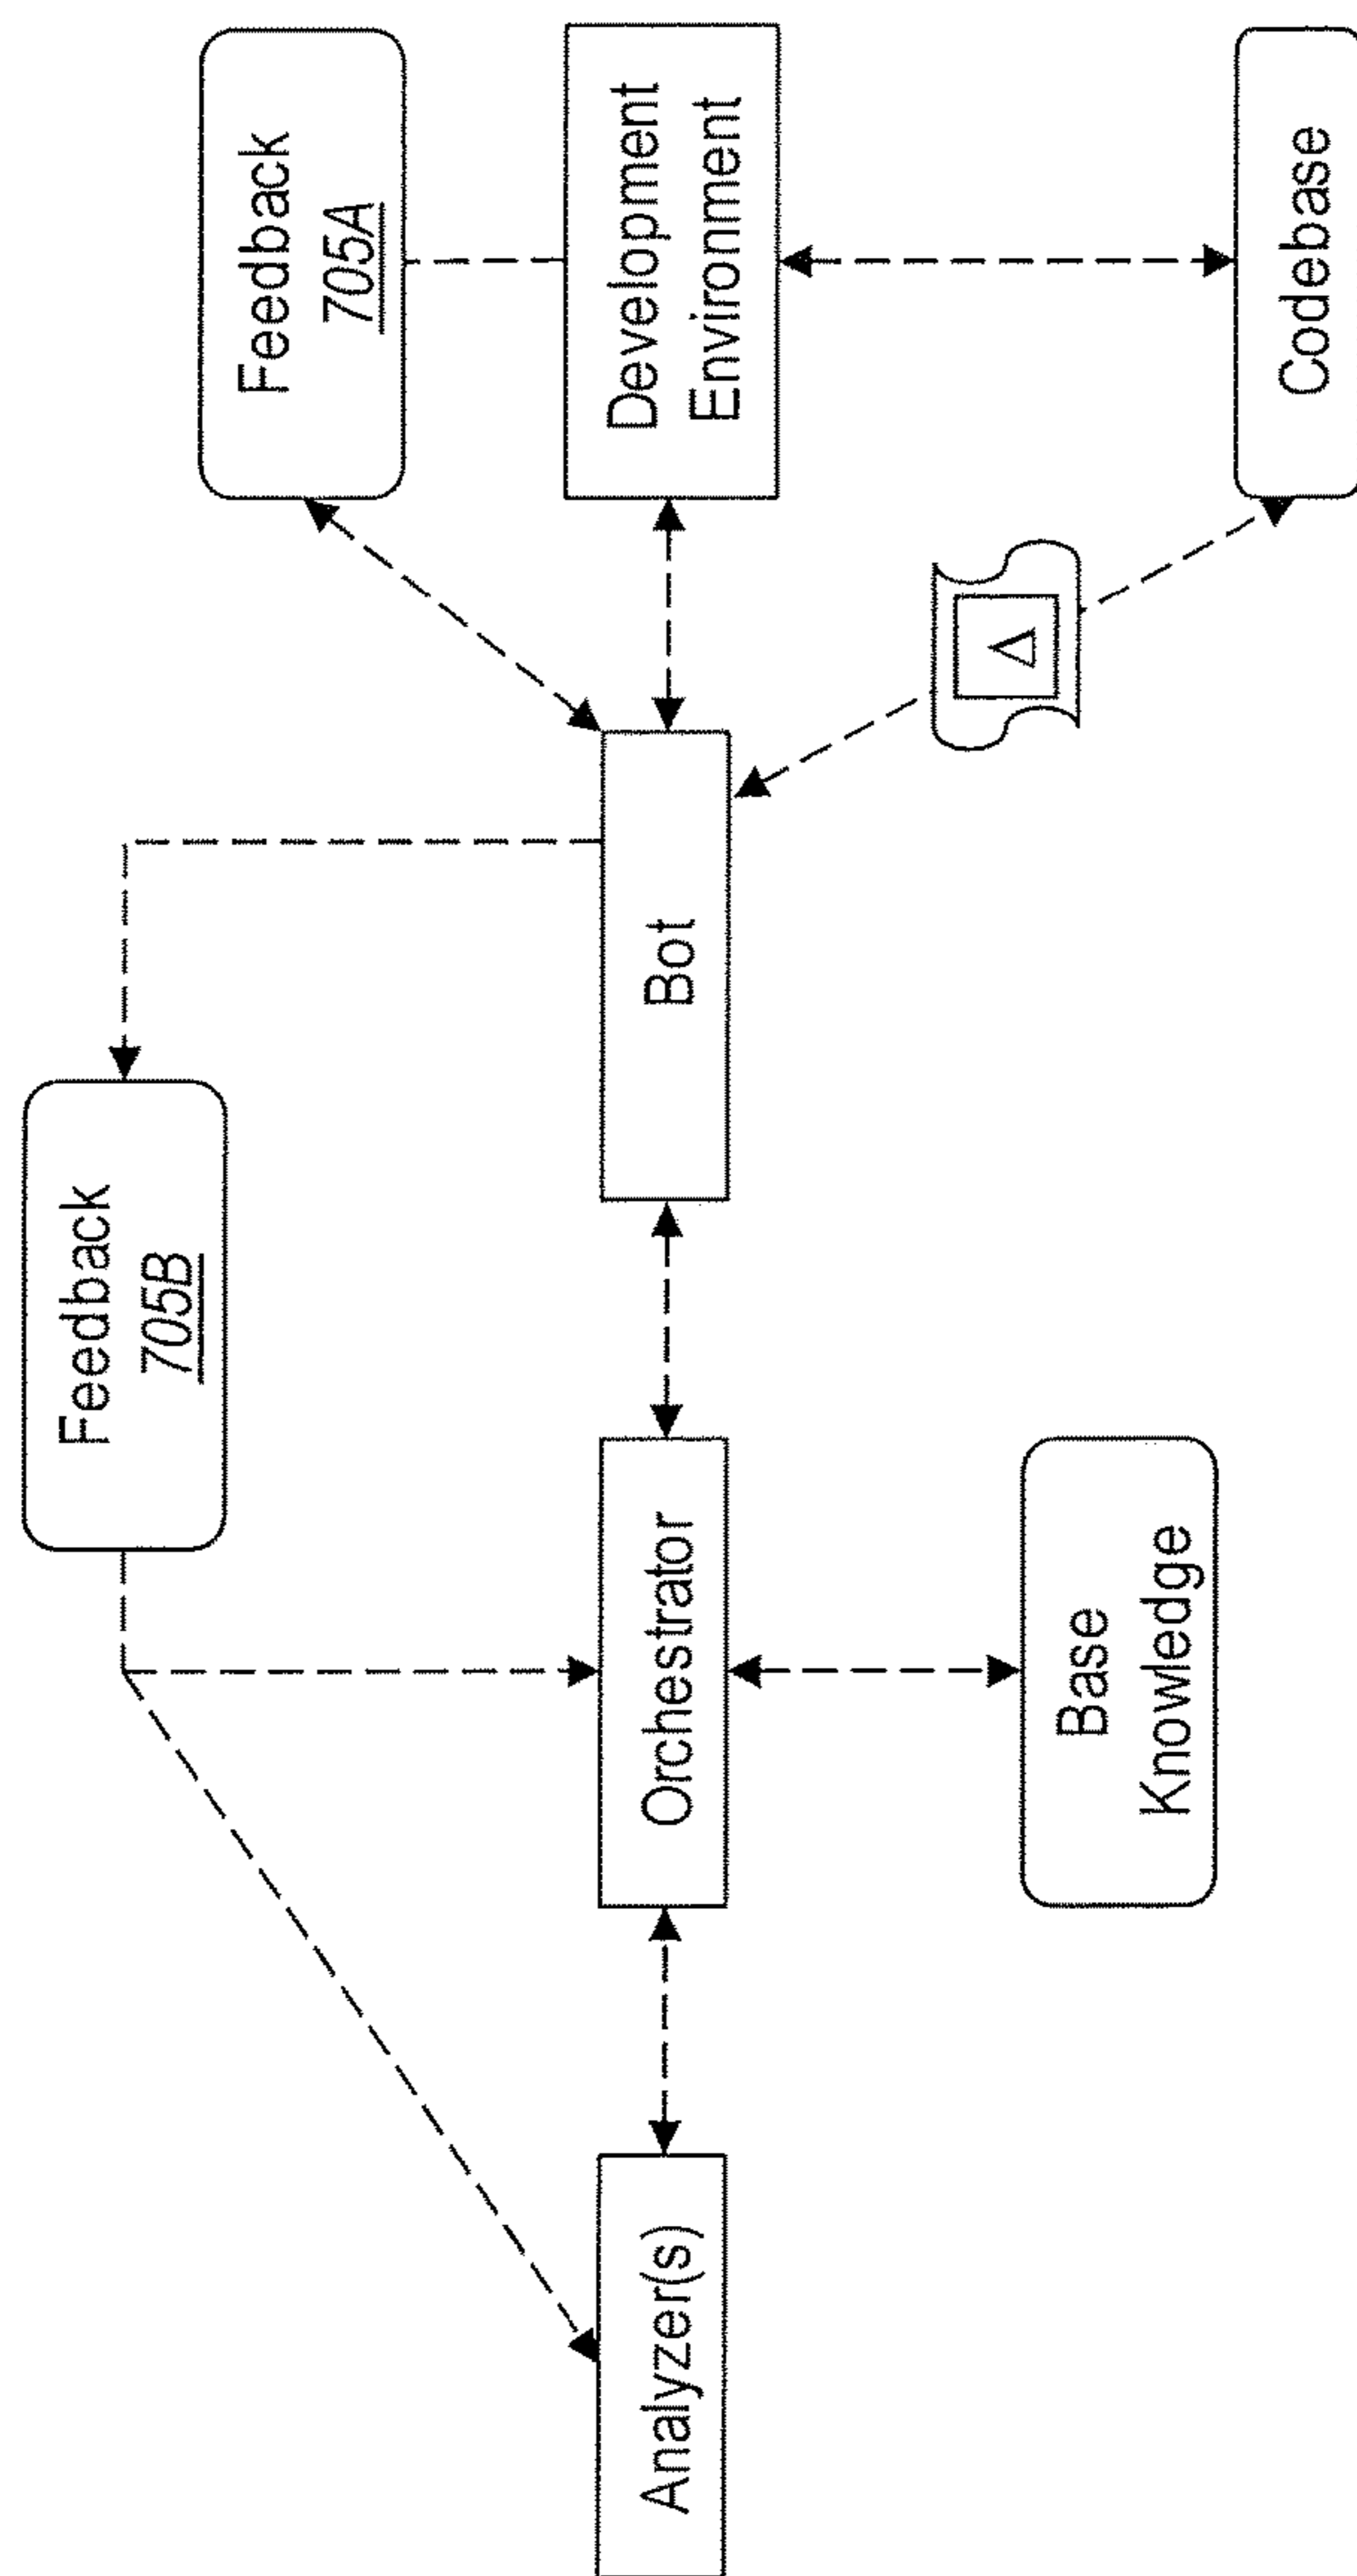 Feedback
705B
Feedback
705A
Analyzer(s)
Orchestrator
Bot
Development
Environment
Δ
Base
Knowledge
Codebase